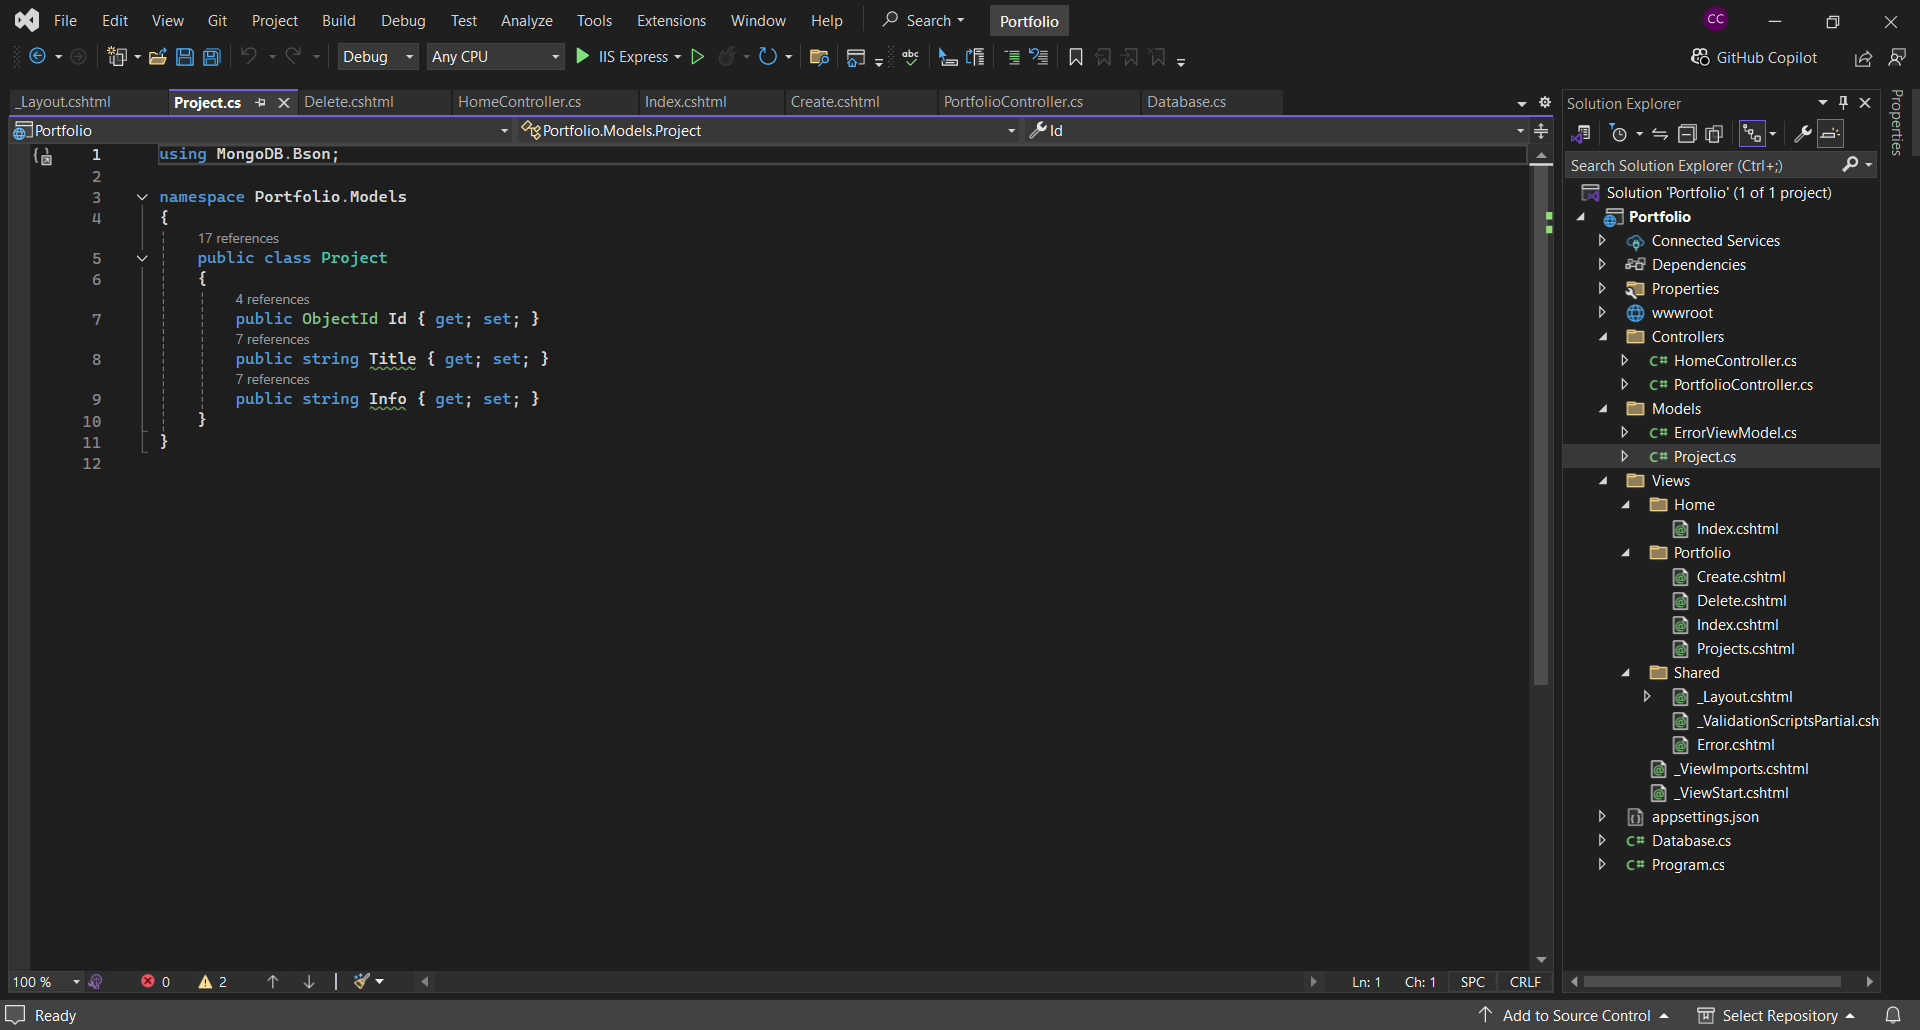 File Edit View Git Project Build Debug Test Analyze Tools Extensions Window Help Search Portfolio CC
Debug Any CPU IIS Express abc GitHub Copilot
_Layout.cshtml Project.cs Delete.cshtml HomeController.cs Index.cshtml Create.cshtml PortfolioController.cs Database.cs
Portfolio Portfolio.Models.Project Id
1 using MongoDB.Bson;
2
3 namespace Portfolio.Models
4 {
17 references
5 public class Project
6 {
4 references
7 public ObjectId Id { get; set; }
7 references
8 public string Title { get; set; }
7 references
9 public string Info { get; set; }
10 }
11 }
12
100 % 0 2 Ln: 1 Ch: 1 SPC CRLF
Solution Explorer
Search Solution Explorer (Ctrl+;)
Solution 'Portfolio' (1 of 1 project)
Portfolio
Connected Services
Dependencies
Properties
wwwroot
Controllers
C# HomeController.cs
C# PortfolioController.cs
Models
C# ErrorViewModel.cs
C# Project.cs
Views
Home
Index.cshtml
Portfolio
Create.cshtml
Delete.cshtml
Index.cshtml
Projects.cshtml
Shared
_Layout.cshtml
_ValidationScriptsPartial.csh
Error.cshtml
_ViewImports.cshtml
_ViewStart.cshtml
appsettings.json
C# Database.cs
C# Program.cs
Properties
Ready Add to Source Control Select Repository